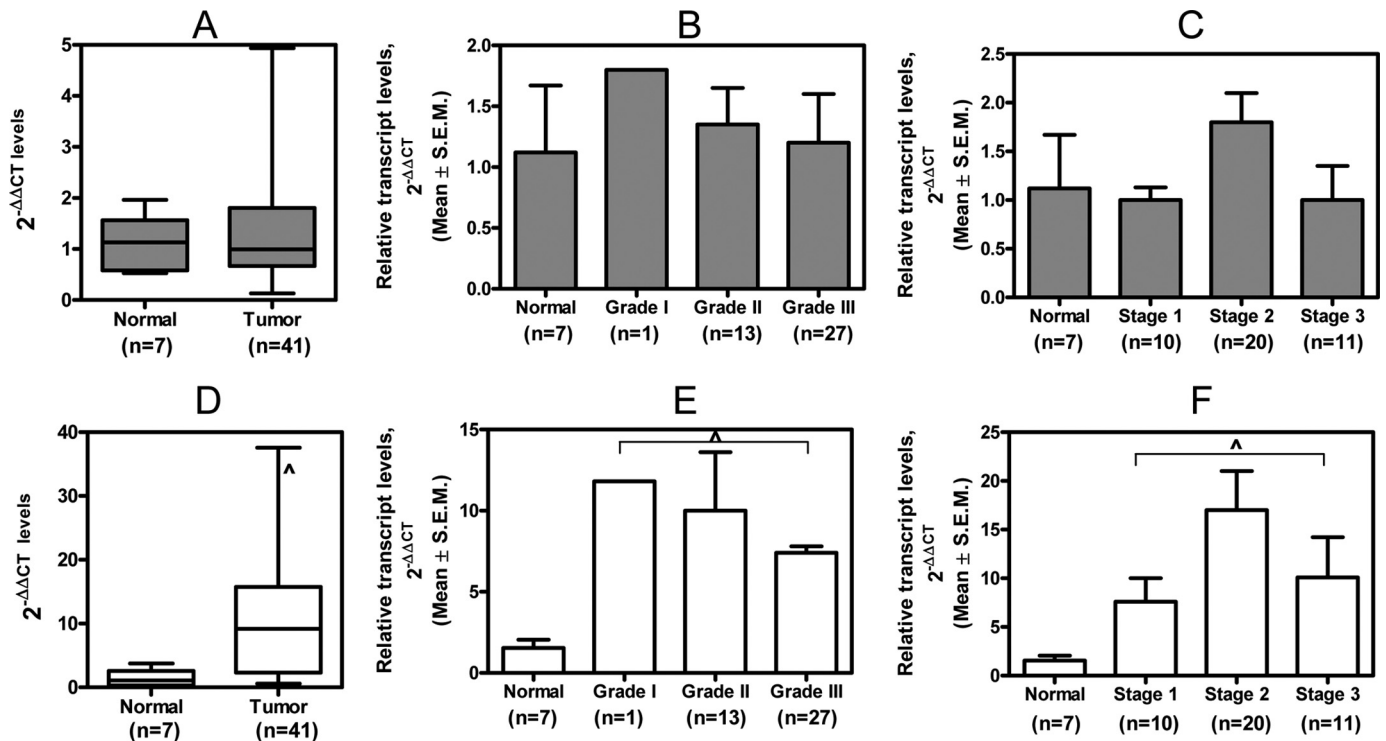 A
2-ΔΔCT levels
5
4
3
2
1
0
Normal
(n=7)
Tumor
(n=41)
B
Relative transcript levels,
2-ΔΔCT
(Mean ± S.E.M.)
2.0
1.5
1.0
0.5
0.0
Normal
(n=7)
Grade I
(n=1)
Grade II
(n=13)
Grade III
(n=27)
C
Relative transcript levels,
2-ΔΔCT
(Mean ± S.E.M.)
2.5
2.0
1.5
1.0
0.5
0.0
Normal
(n=7)
Stage 1
(n=10)
Stage 2
(n=20)
Stage 3
(n=11)
D
2-ΔΔCT levels
40
30
20
10
0
^
Normal
(n=7)
Tumor
(n=41)
E
Relative transcript levels,
2-ΔΔCT
(Mean ± S.E.M.)
15
10
5
0
^
Normal
(n=7)
Grade I
(n=1)
Grade II
(n=13)
Grade III
(n=27)
F
Relative transcript levels,
2-ΔΔCT
(Mean ± S.E.M.)
25
20
15
10
5
0
^
Normal
(n=7)
Stage 1
(n=10)
Stage 2
(n=20)
Stage 3
(n=11)